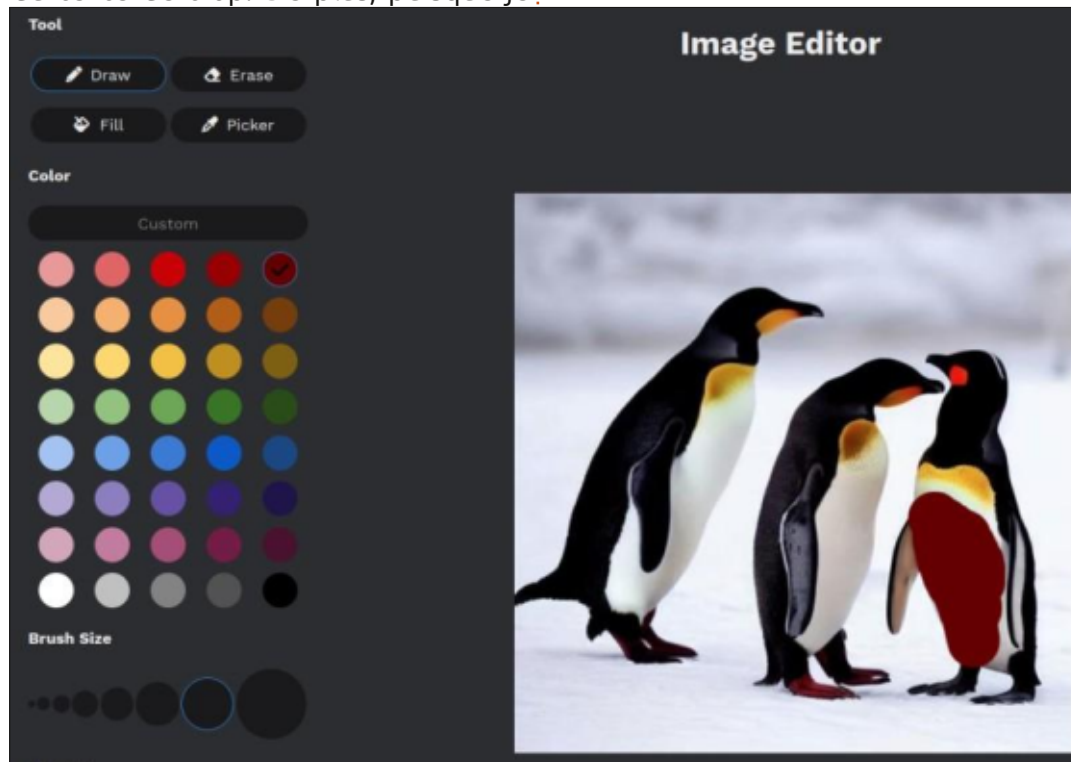 Tool
Image Editor
Draw
Erase
Fill
Picker
Color
Custom
Brush Size